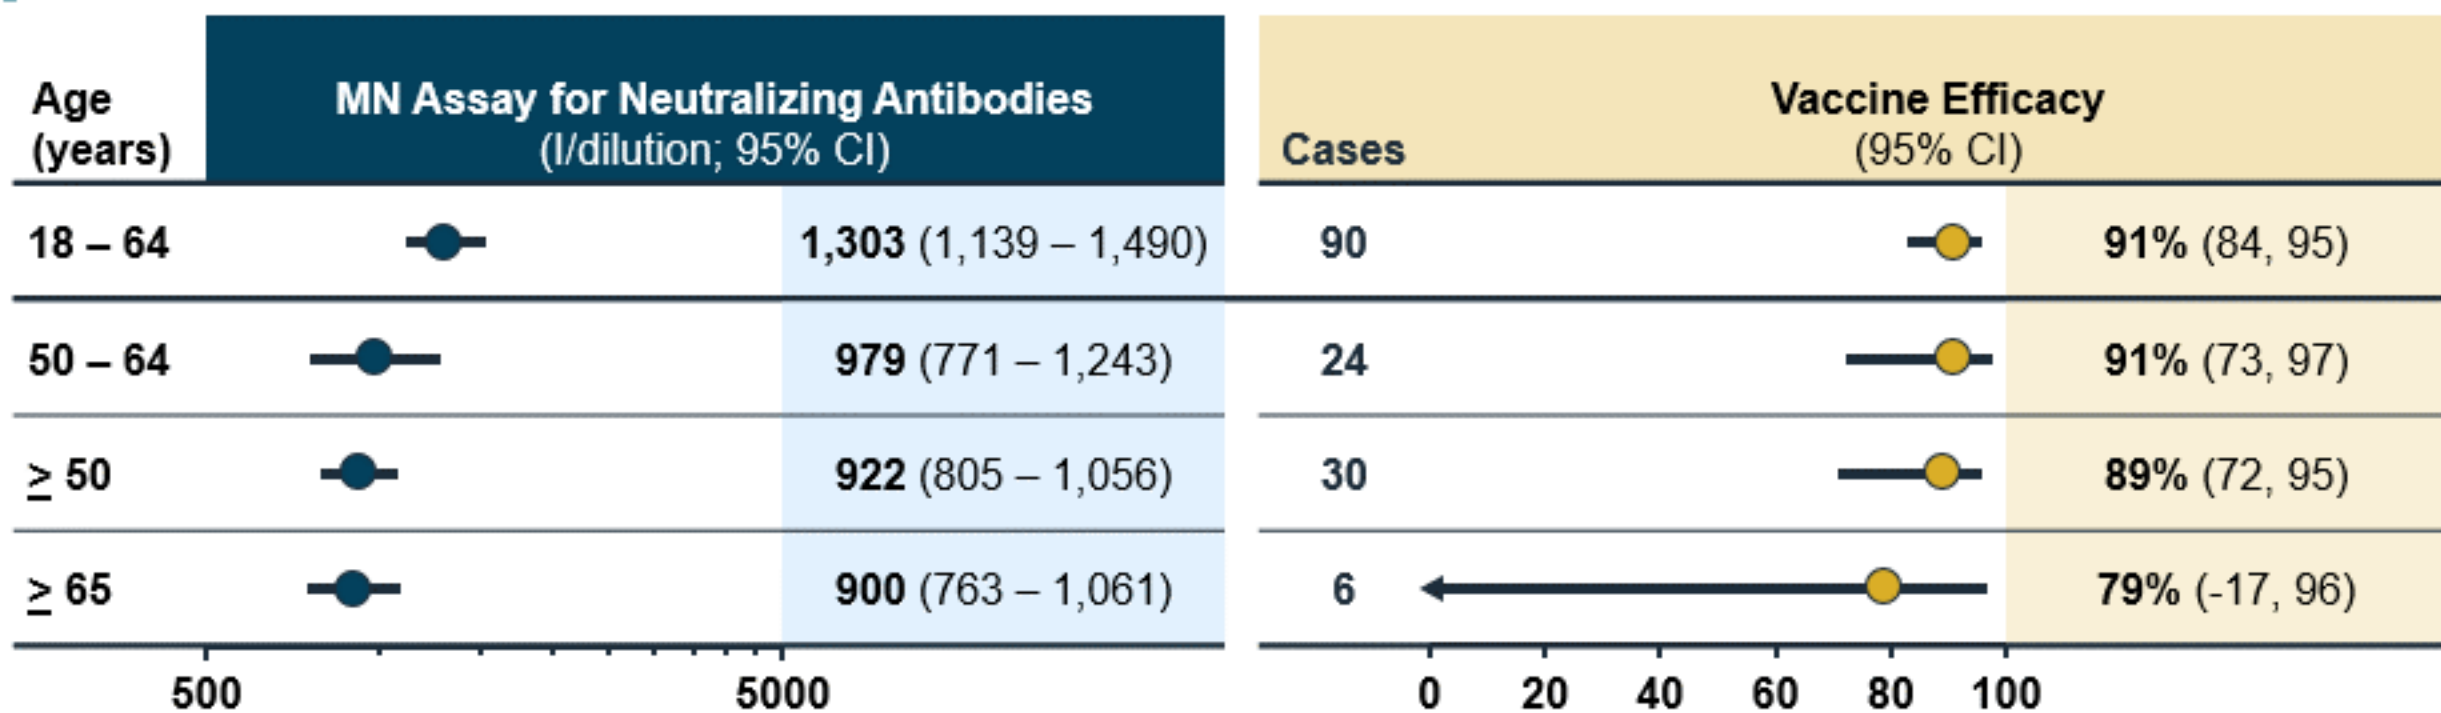 Age
(years)
MN Assay for Neutralizing Antibodies
(I/dilution; 95% CI)
Cases
Vaccine Efficacy
(95% CI)
18 – 64
1,303 (1,139 – 1,490)
90
91% (84, 95)
50 – 64
979 (771 – 1,243)
24
91% (73, 97)
≥ 50
922 (805 – 1,056)
30
89% (72, 95)
≥ 65
900 (763 – 1,061)
6
79% (-17, 96)
500
5000
0 20 40 60 80 100